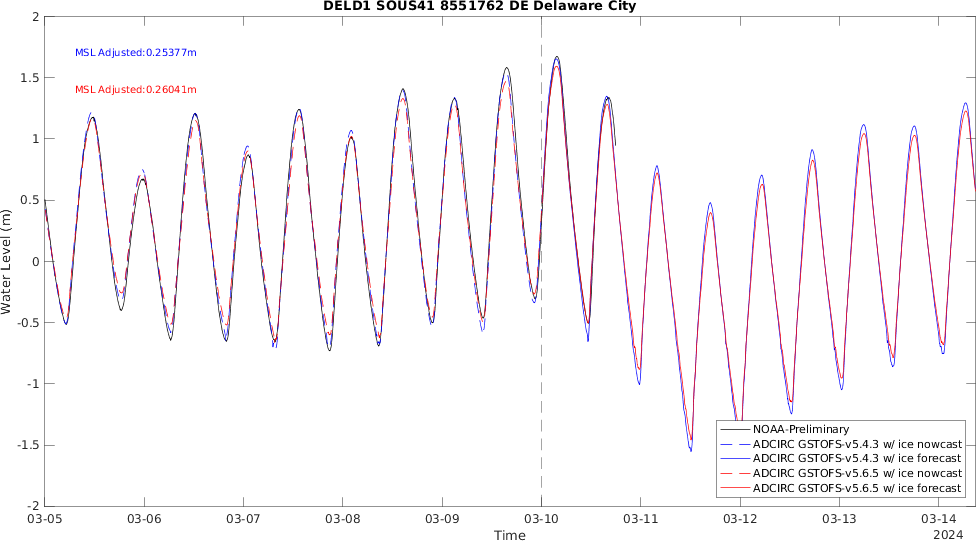 DELD1 SOUS41 8551762 DE Delaware City
MSL Adjusted:0.25377m
MSL Adjusted:0.26041m
Water Level (m)
2
1.5
1
0.5
0
-0.5
-1
-1.5
-2
NOAA-Preliminary
ADCIRC GSTOFS-v5.4.3 w/ ice nowcast
ADCIRC GSTOFS-v5.4.3 w/ ice forecast
ADCIRC GSTOFS-v5.6.5 w/ ice nowcast
ADCIRC GSTOFS-v5.6.5 w/ ice forecast
03-05 03-06 03-07 03-08 03-09 03-10 03-11 03-12 03-13 03-14
Time
2024